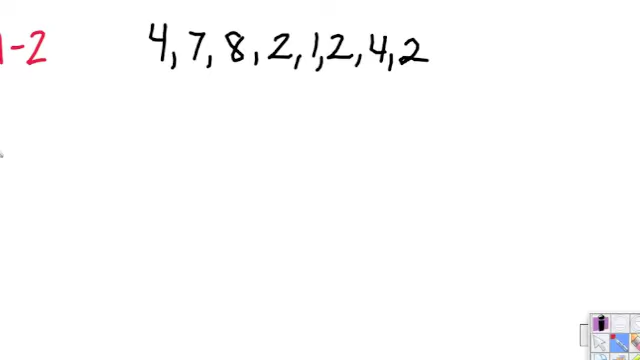 1-2 4, 7, 8, 2, 1, 2, 4, 2